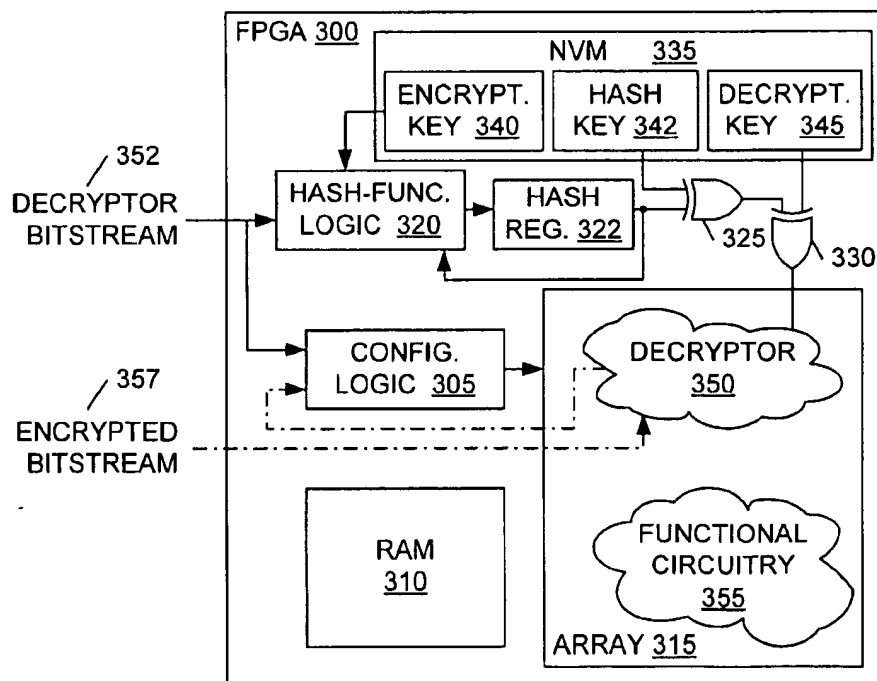 FPGA 300
NVM 335
ENCRYPT.
KEY 340
HASH
KEY 342
DECRYPT.
KEY 345
352
DECRYPTOR
BITSTREAM
HASH-FUNC.
LOGIC 320
HASH
REG. 322
325
330
CONFIG.
LOGIC 305
DECRYPTOR
350
357
ENCRYPTED
BITSTREAM
RAM
310
FUNCTIONAL
CIRCUITRY
355
ARRAY 315